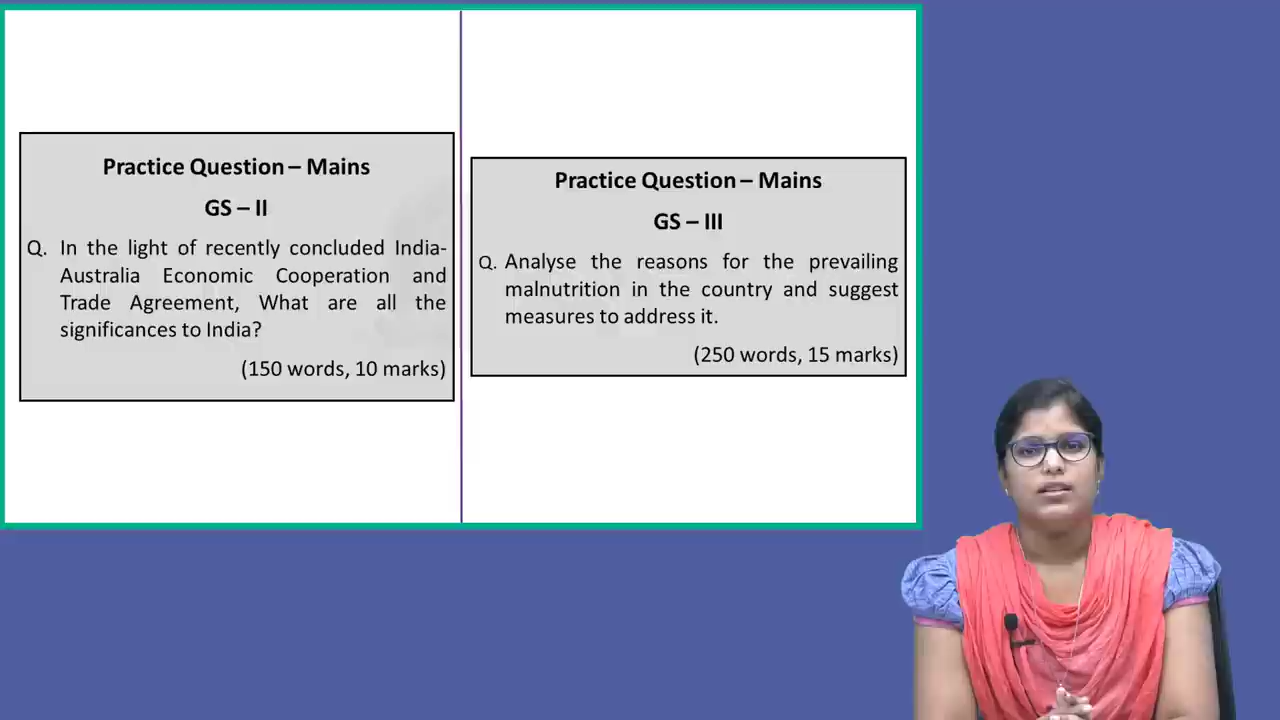 Practice Question – Mains
GS – II
Q. In the light of recently concluded India-
Australia Economic Cooperation and
Trade Agreement, What are all the
significances to India?
(150 words, 10 marks)
Practice Question – Mains
GS – III
Q. Analyse the reasons for the prevailing
malnutrition in the country and suggest
measures to address it.
(250 words, 15 marks)